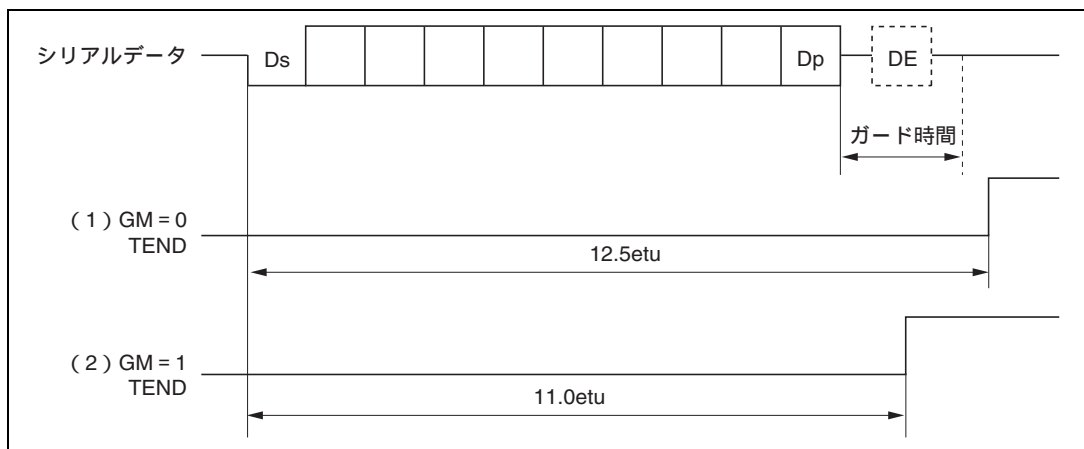 シリアルデータ
Ds
Dp
DE
ガード時間
(1) GM = 0
TEND
12.5etu
(2) GM = 1
TEND
11.0etu